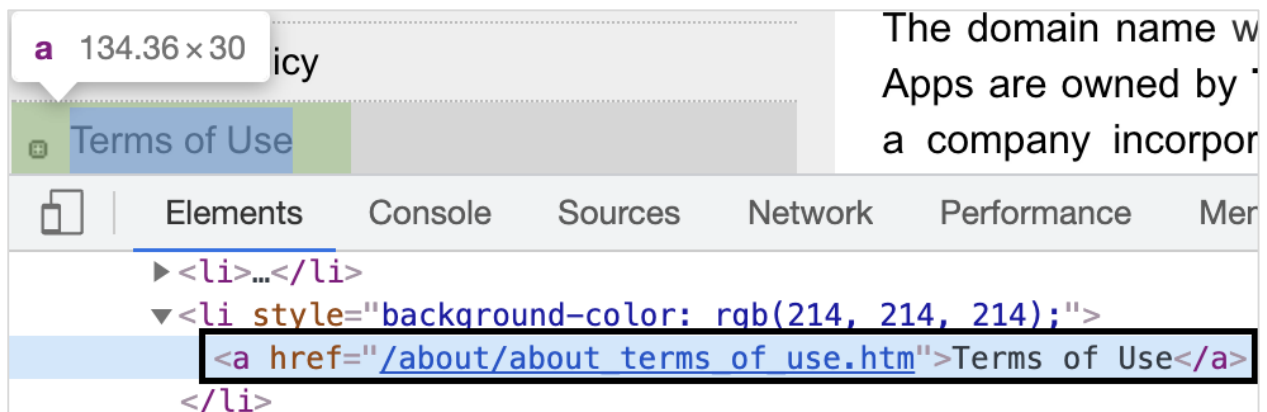 a 134.36×30
icy
Terms of Use
The domain name w
Apps are owned by
a company incorpor
Elements Console Sources Network Performance Mer
▶<li>…</li>
▼<li style="background-color: rgb(214, 214, 214);">
<a href="/about/about_terms_of_use.htm">Terms of Use</a>
</li>